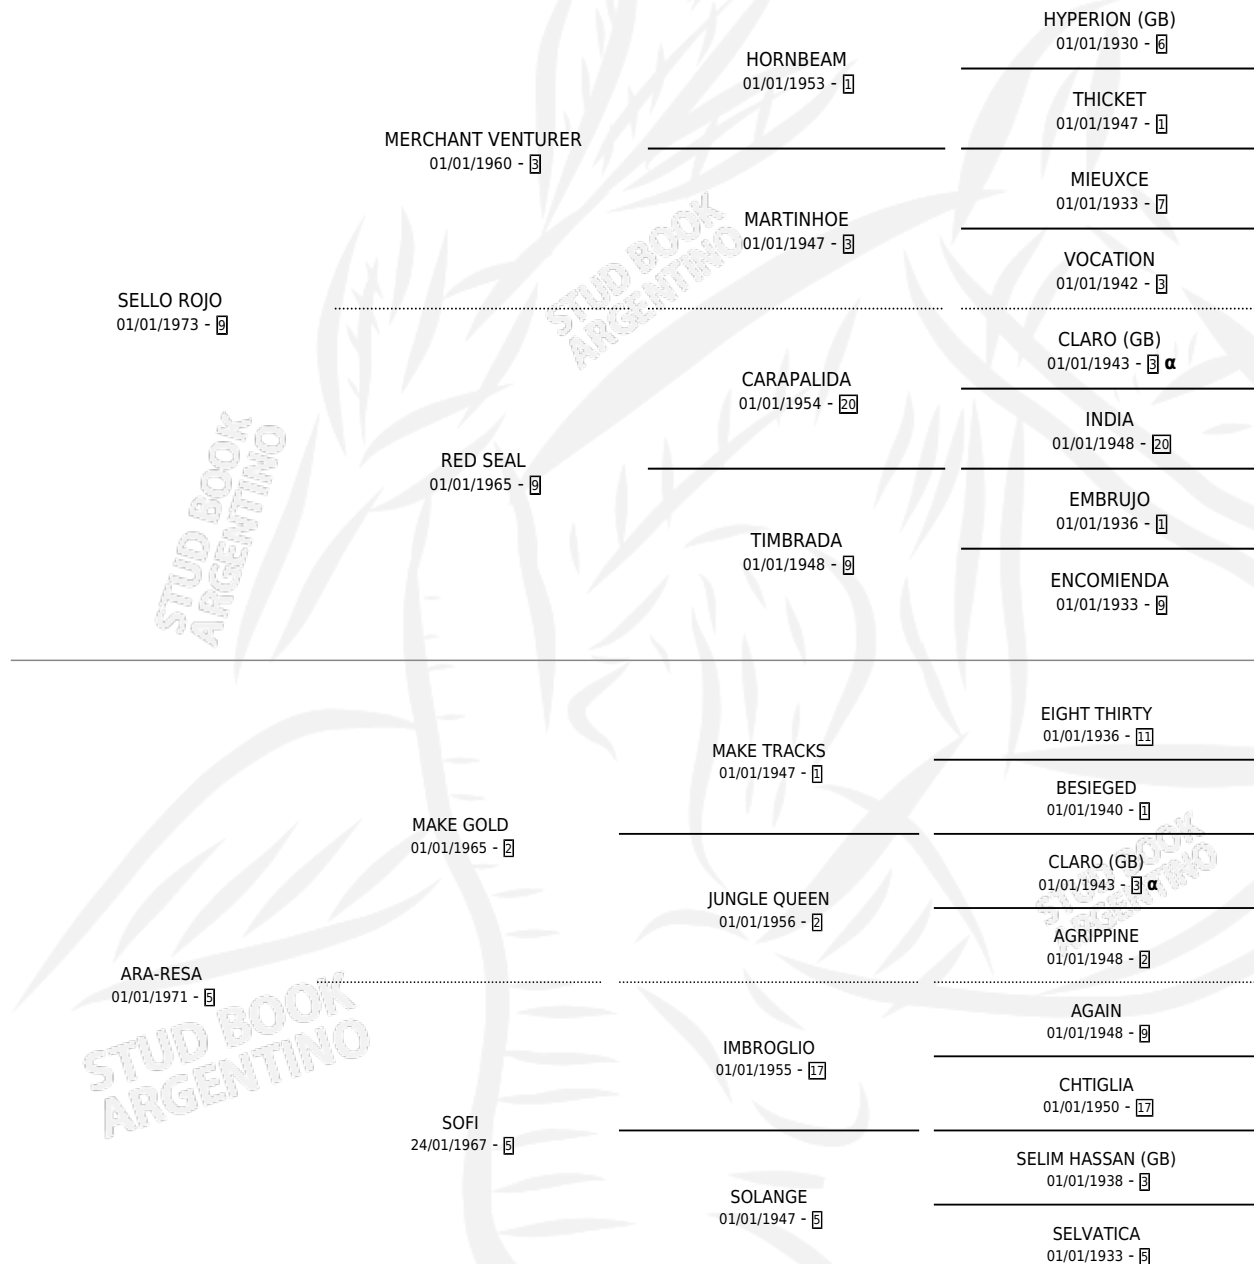 HYPERION (GB)
01/01/1930 - 6
HORNBEAM
01/01/1953 - 1
THICKET
01/01/1947 - 1
MERCHANT VENTURER
01/01/1960 - 3
MIEUXCE
01/01/1933 - 7
MARTINHOE
01/01/1947 - 3
VOCATION
01/01/1942 - 3
STUD BOOK
ARGENTINO
SELLO ROJO
01/01/1973 - 9
CLARO (GB)
01/01/1943 - 3 α
CARAPALIDA
01/01/1954 - 20
INDIA
01/01/1948 - 20
RED SEAL
01/01/1965 - 9
EMBRUJO
01/01/1936 - 1
TIMBRADA
01/01/1948 - 9
ENCOMIENDA
01/01/1933 - 9
STUD BOOK
ARGENTINO
EIGHT THIRTY
01/01/1936 - 11
MAKE TRACKS
01/01/1947 - 1
BESIEGED
01/01/1940 - 1
MAKE GOLD
01/01/1965 - 2
CLARO (GB)
01/01/1943 - 3 α
STUD BOOK
ARGENTINO
JUNGLE QUEEN
01/01/1956 - 2
AGRIPPINE
01/01/1948 - 2
ARA-RESA
01/01/1971 - 5
STUD BOOK
ARGENTINO
AGAIN
01/01/1948 - 9
IMBROGLIO
01/01/1955 - 17
CHTIGLIA
01/01/1950 - 17
SOFI
24/01/1967 - 5
SELIM HASSAN (GB)
01/01/1938 - 3
SOLANGE
01/01/1947 - 5
SELVATICA
01/01/1933 - 5